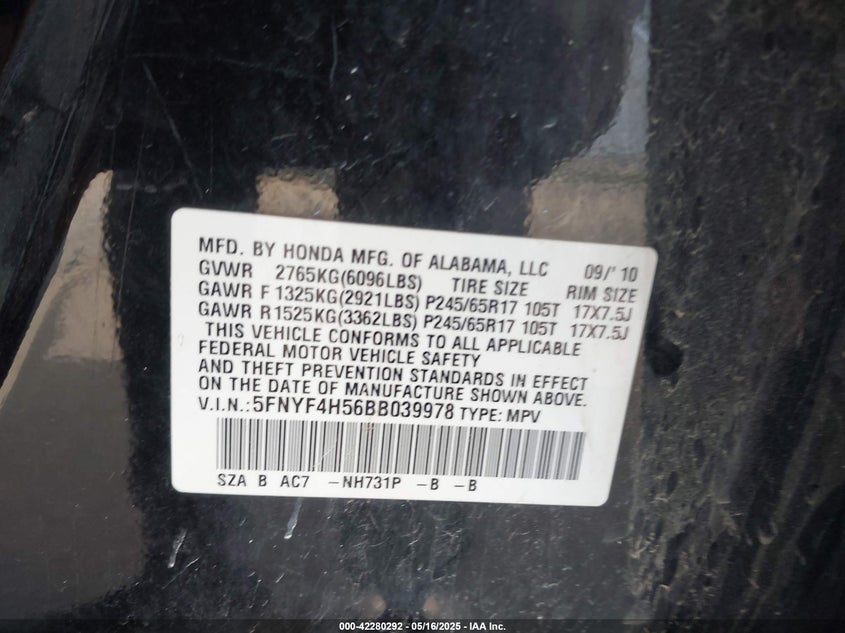 MFD. BY HONDA MFG. OF ALABAMA, LLC 09/' 10
GVWR 2765KG(6096LBS) TIRE SIZE RIM SIZE
GAWR F 1325KG(2921LBS) P245/65R17 105T 17X7.5J
GAWR R 1525KG(3362LBS) P245/65R17 105T 17X7.5J
THIS VEHICLE CONFORMS TO ALL APPLICABLE
FEDERAL MOTOR VEHICLE SAFETY
AND THEFT PREVENTION STANDARDS IN EFFECT
ON THE DATE OF MANUFACTURE SHOWN ABOVE.
V.I.N.: 5FNYF4H56BB039978 TYPE: MPV
SZA B AC7 -NH731P -B -B
000-42280292 - 05/16/2025 - IAA Inc.